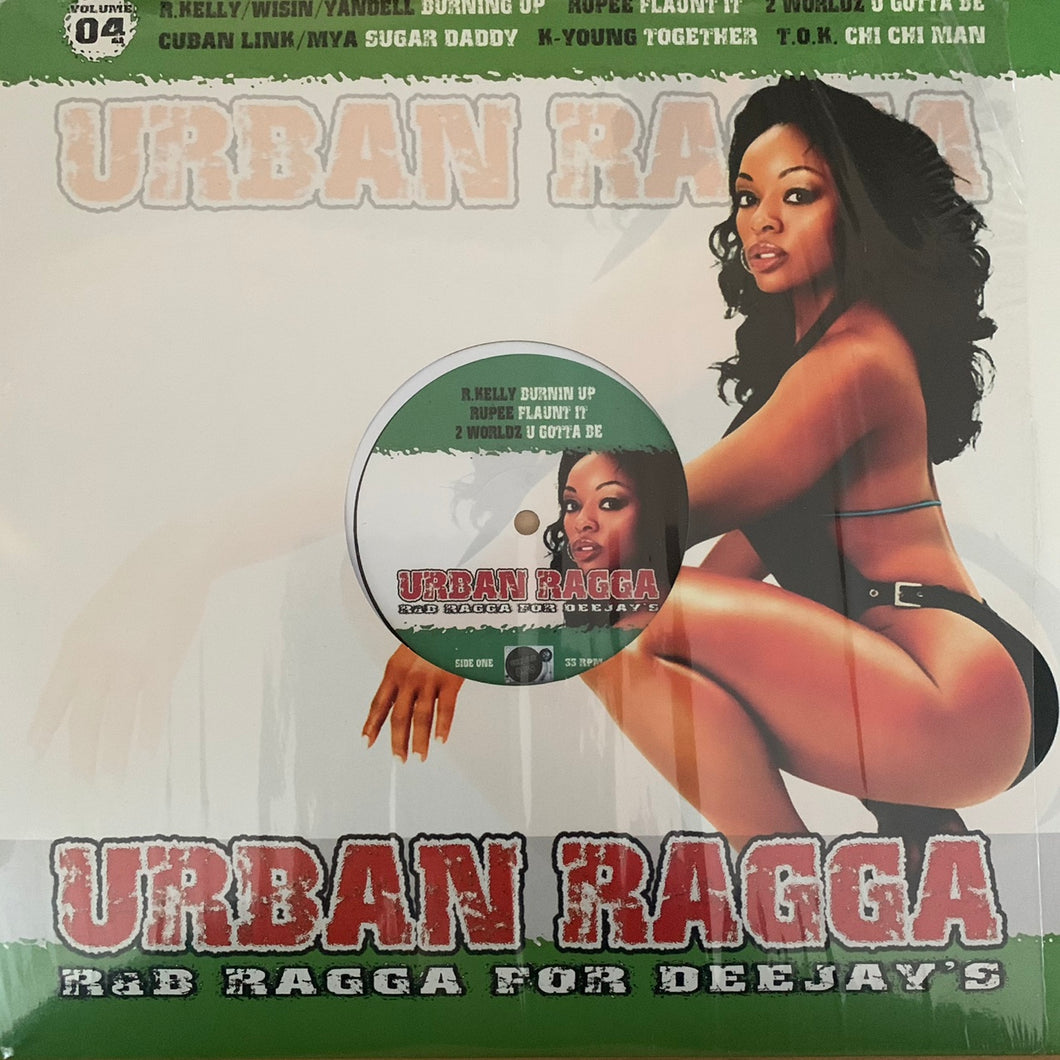 VOLUME
04
R.KELLY/WISIN/YANDELL BURNING UP RUPEE FLAUNT IT 2 WORLDZ U GOTTA BE
CUBAN LINK/MYA SUGAR DADDY K-YOUNG TOGETHER T.O.K. CHI CHI MAN
URBAN RAGGA
R.KELLY BURNIN UP
RUPEE FLAUNT IT
2 WORLDZ U GOTTA BE
URBAN RAGGA
R&B RAGGA FOR DEEJAY'S
SIDE ONE
33 RPM
URBAN RAGGA
R&B RAGGA FOR DEEJAY'S